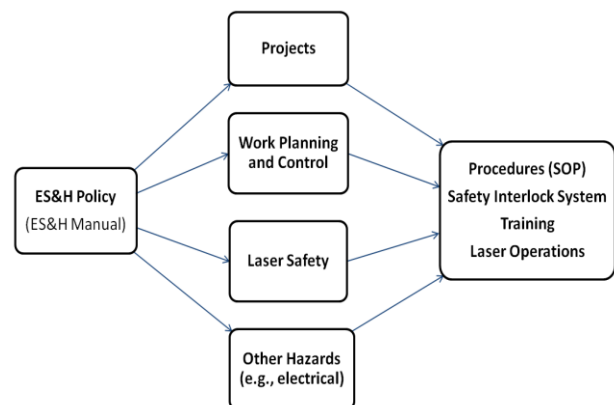 Projects
Work Planning
and Control
ES&H Policy
(ES&H Manual)
Laser Safety
Other Hazards
(e.g., electrical)
Procedures (SOP)
Safety Interlock System
Training
Laser Operations